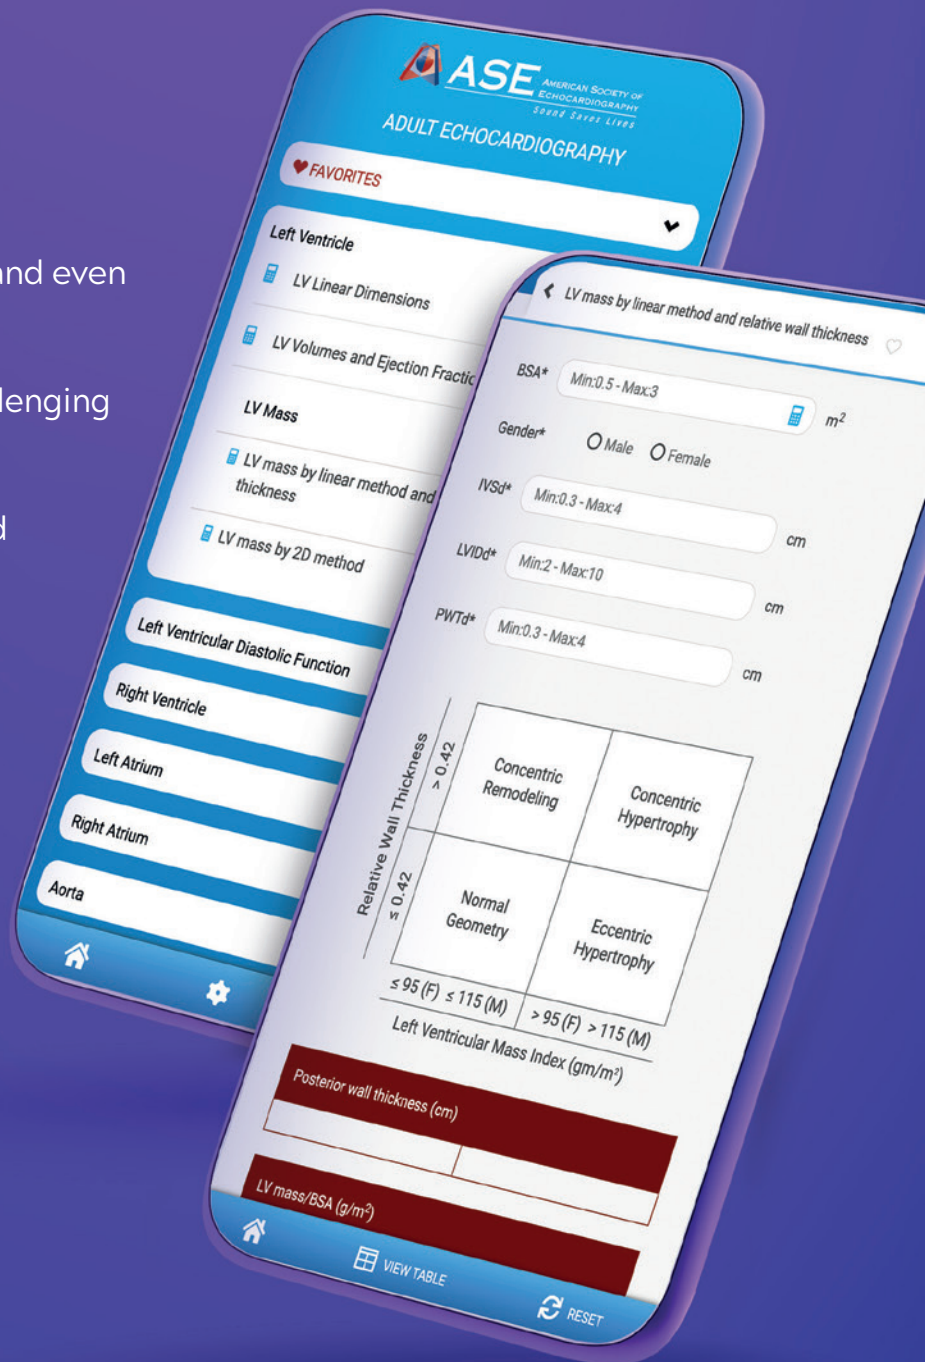 and even
lenging
d
ASE AMERICAN SOCIETY OF
ECHOCARDIOGRAPHY
Sound Saves Lives
ADULT ECHOCARDIOGRAPHY
FAVORITES
Left Ventricle
LV Linear Dimensions
LV Volumes and Ejection Fractic
LV Mass
LV mass by linear method and
thickness
LV mass by 2D method
Left Ventricular Diastolic Function
Right Ventricle
Left Atrium
Right Atrium
Aorta
LV mass by linear method and relative wall thickness
BSA* Min:0.5 - Max:3 m²
Gender* Male Female
IVSd* Min:0.3 - Max:4 cm
LVIDd* Min:2 - Max:10 cm
PWTd* Min:0.3 - Max:4 cm
Relative Wall Thickness
> 0.42
≤ 0.42
Concentric
Remodeling
Concentric
Hypertrophy
Normal
Geometry
Eccentric
Hypertrophy
≤ 95 (F) ≤ 115 (M) > 95 (F) > 115 (M)
Left Ventricular Mass Index (gm/m²)
Posterior wall thickness (cm)
LV mass/BSA (g/m²)
VIEW TABLE
RESET